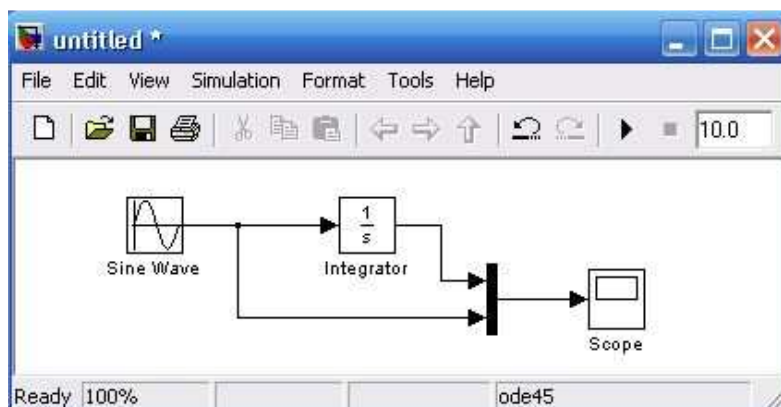 untitled *
File Edit View Simulation Format Tools Help
10.0
Sine Wave
1
s
Integrator
Scope
Ready 100% ode45